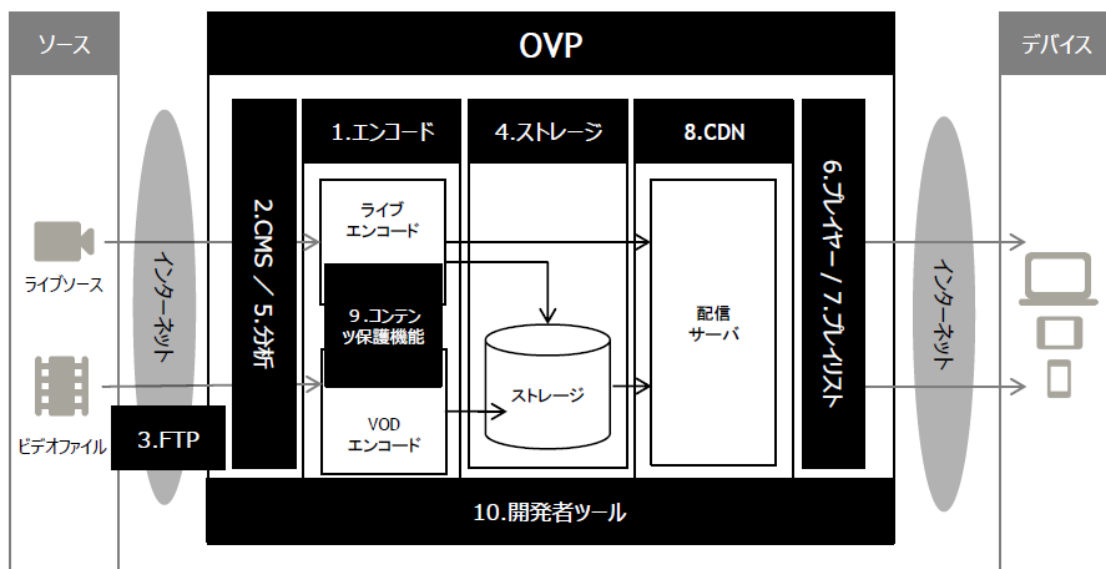 ソース
OVP
デバイス
1.エンコード
4.ストレージ
8.CDN
2.CMS / 5.分析
6.プレイヤー / 7.プレイリスト
ライブ
エンコード
ライブソース
インターネット
9.コンテン
ツ保護機能
配信
サーバ
インターネット
ストレージ
VOD
エンコード
ビデオファイル
3.FTP
10.開発者ツール